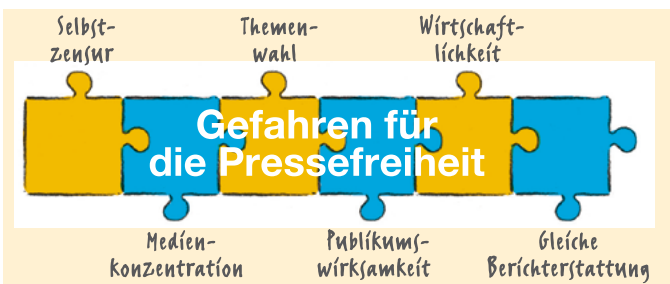 Selbst-
zensur
Themen-
wahl
Wirtschaft-
lichkeit
Gefahren für
die Pressefreiheit
Medien-
konzentration
Publikums-
wirksamkeit
Gleiche
Berichterstattung